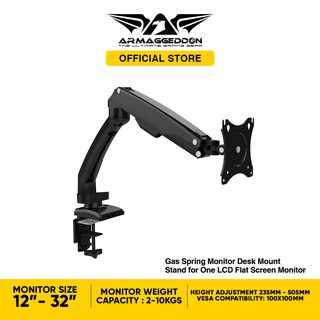 ARMAGGEDDON
THE ULTIMATE GAMING GEAR
OFFICIAL STORE
Gas Spring Monitor Desk Mount
Stand for One LCD Flat Screen Monitor
MONITOR SIZE
12"- 32"
MONITOR WEIGHT
CAPACITY : 2-10KGS
HEIGHT ADJUSTMENT 235MM - 505MM
VESA COMPATIBILITY: 100X100MM